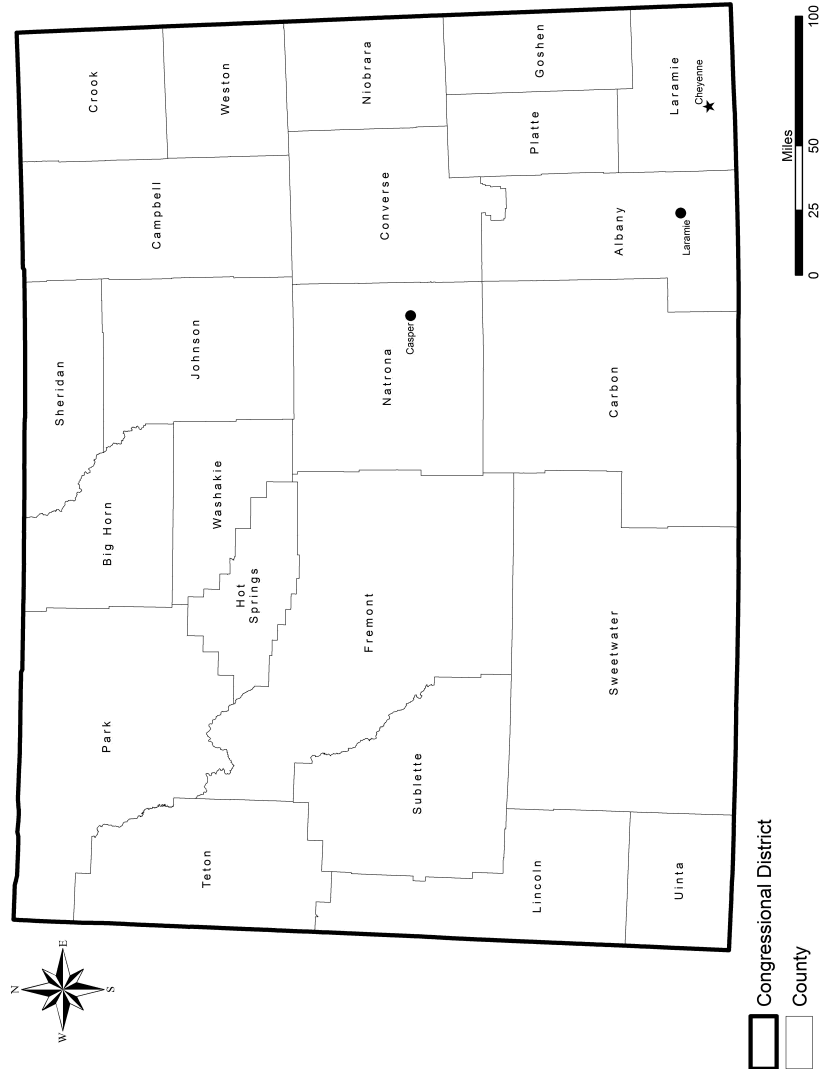 N
W
E
S
Park
Big Horn
Sheridan
Campbell
Crook
Teton
Hot
Springs
Washakie
Johnson
Weston
Fremont
Natrona
Casper
Converse
Niobrara
Sublette
Lincoln
Sweetwater
Carbon
Albany
Platte
Goshen
Uinta
Laramie
Laramie
Cheyenne
Congressional District
County
Miles
0 25 50 100